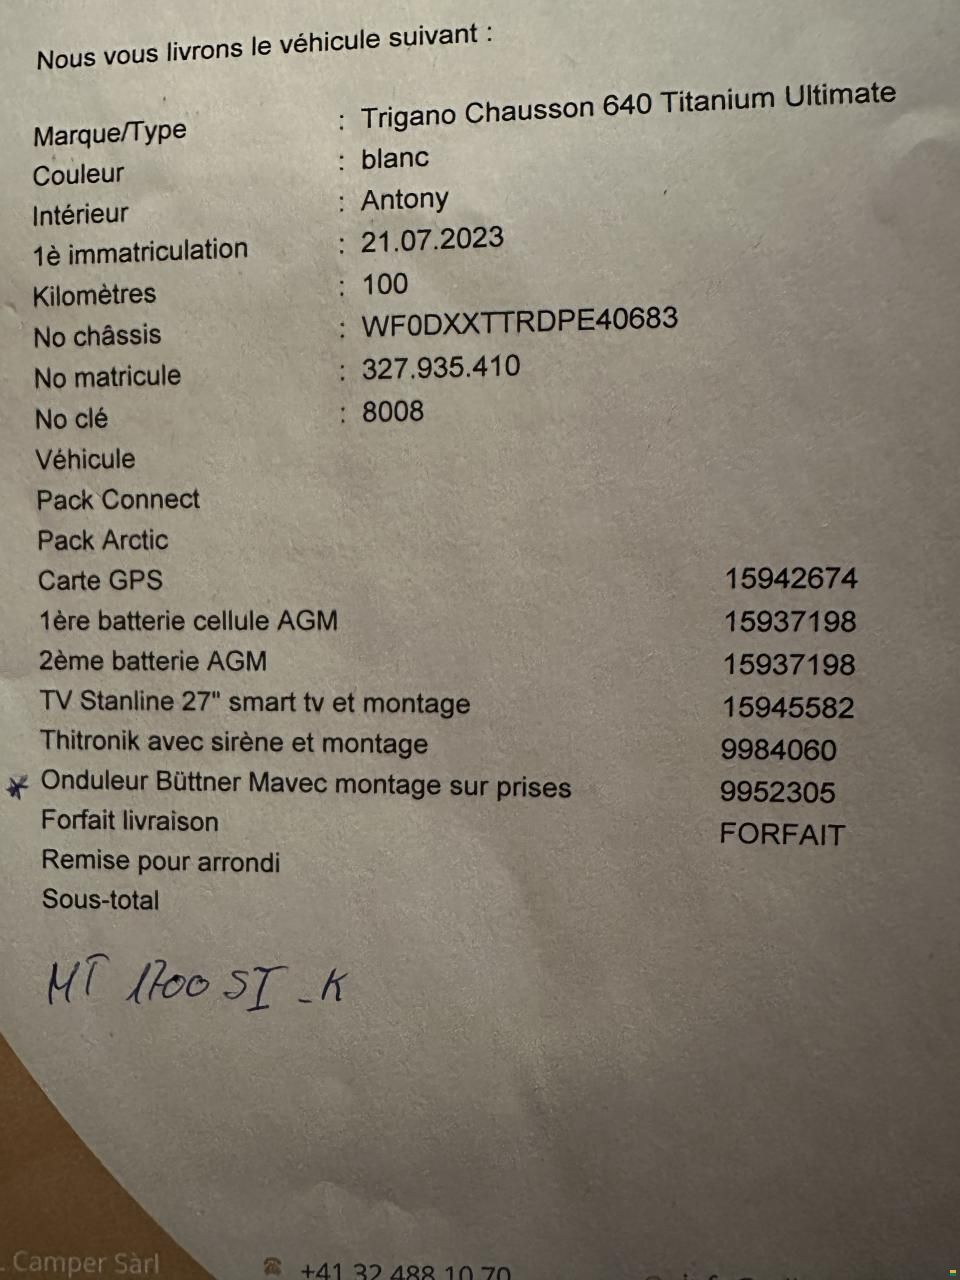 Nous vous livrons le véhicule suivant :
Marque/Type : Trigano Chausson 640 Titanium Ultimate
Couleur : blanc
Intérieur : Antony
1è immatriculation : 21.07.2023
Kilomètres : 100
No châssis : WF0DXXTTRDPE40683
No matricule : 327.935.410
No clé : 8008
Véhicule
Pack Connect
Pack Arctic
Carte GPS 15942674
1ère batterie cellule AGM 15937198
2ème batterie AGM 15937198
TV Stanline 27" smart tv et montage 15945582
Thitronik avec sirène et montage 9984060
* Onduleur Büttner Mavec montage sur prises 9952305
Forfait livraison FORFAIT
Remise pour arrondi
Sous-total
MT 1700 SI - K
Camper Sàrl ☎ +41 32 488 10 70